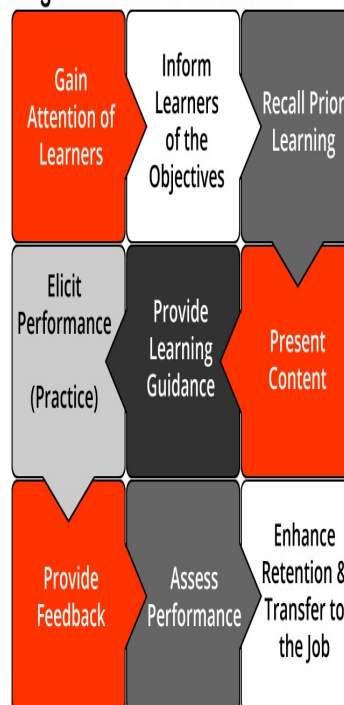 Gain
Attention of
Learners
Inform
Learners
of the
Objectives
Recall Prior
Learning
Present
Content
Provide
Learning
Guidance
Elicit
Performance
(Practice)
Provide
Feedback
Assess
Performance
Enhance
Retention &
Transfer to
the Job